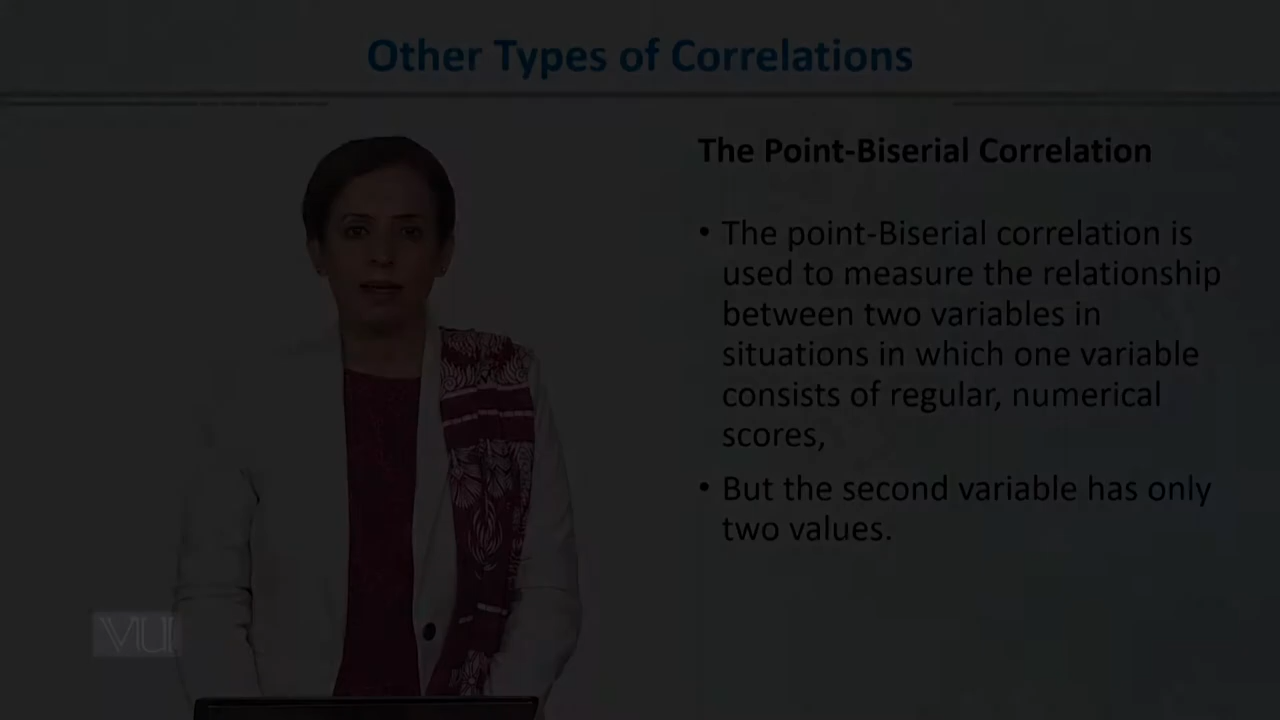 Other Types of Correlations
The Point-Biserial Correlation
• The point-Biserial correlation is
used to measure the relationship
between two variables in
situations in which one variable
consists of regular, numerical
scores,
• But the second variable has only
two values.
VU